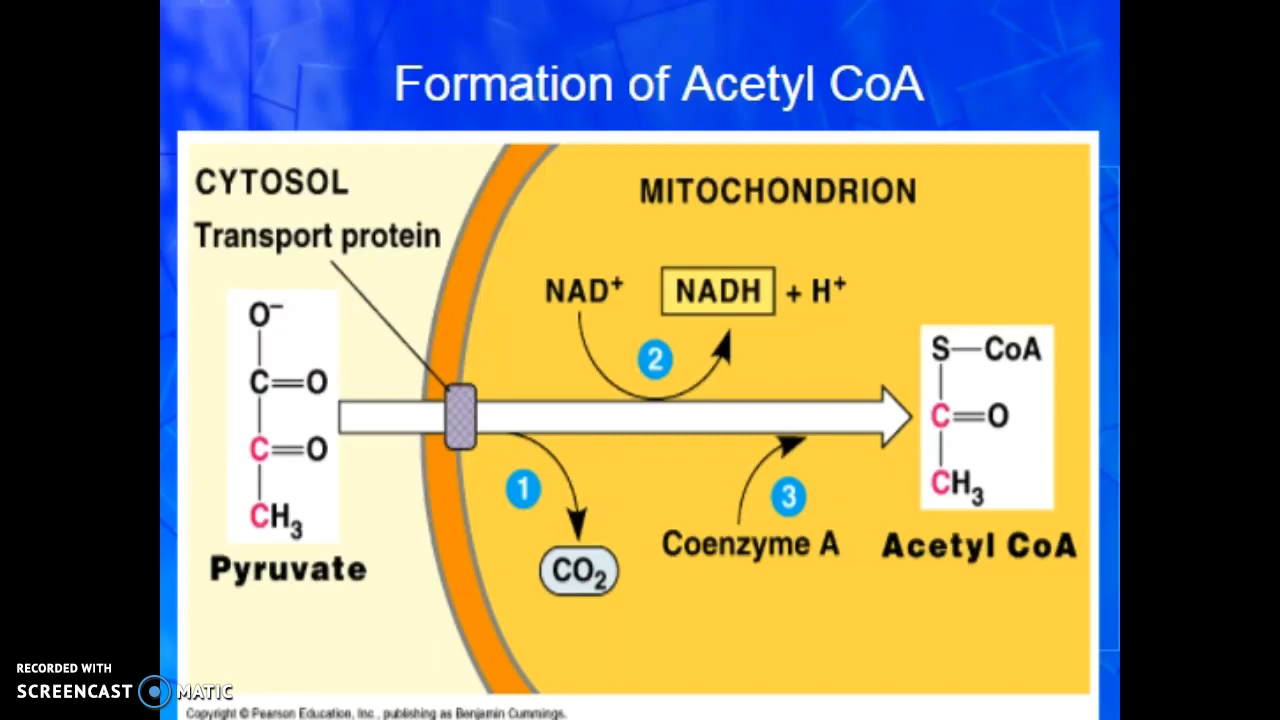 Formation of Acetyl CoA
CYTOSOL
MITOCHONDRION
Transport protein
NAD⁺ NADH + H⁺
O⁻
C=O
C=O
CH₃
Pyruvate
2
1
3
CO₂
Coenzyme A
S—CoA
C=O
CH₃
Acetyl CoA
RECORDED WITH
SCREENCAST MATIC
Copyright © Pearson Education, Inc., publishing as Benjamin Cummings.